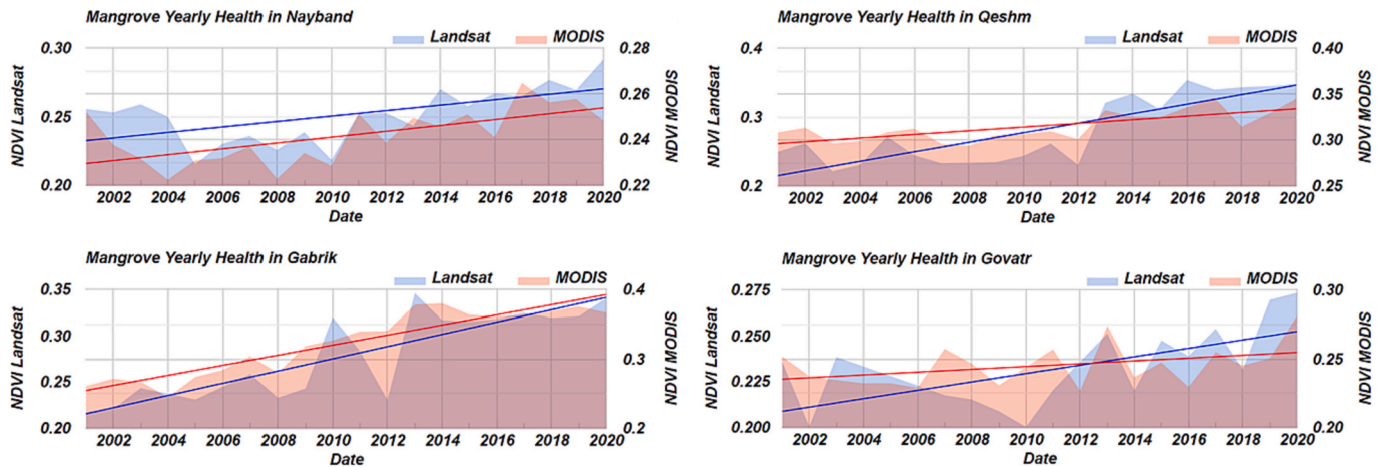 Mangrove Yearly Health in Nayband
Landsat MODIS
NDVI Landsat
0.30
0.25
0.20
0.28
0.26
0.24
0.22
NDVI MODIS
2002 2004 2006 2008 2010 2012 2014 2016 2018 2020
Date
Mangrove Yearly Health in Qeshm
Landsat MODIS
NDVI Landsat
0.4
0.3
0.2
0.40
0.35
0.30
0.25
NDVI MODIS
2002 2004 2006 2008 2010 2012 2014 2016 2018 2020
Date
Mangrove Yearly Health in Gabrik
Landsat MODIS
NDVI Landsat
0.35
0.30
0.25
0.20
0.4
0.3
0.2
NDVI MODIS
2002 2004 2006 2008 2010 2012 2014 2016 2018 2020
Date
Mangrove Yearly Health in Govatr
Landsat MODIS
NDVI Landsat
0.275
0.250
0.225
0.200
0.30
0.25
0.20
NDVI MODIS
2002 2004 2006 2008 2010 2012 2014 2016 2018 2020
Date